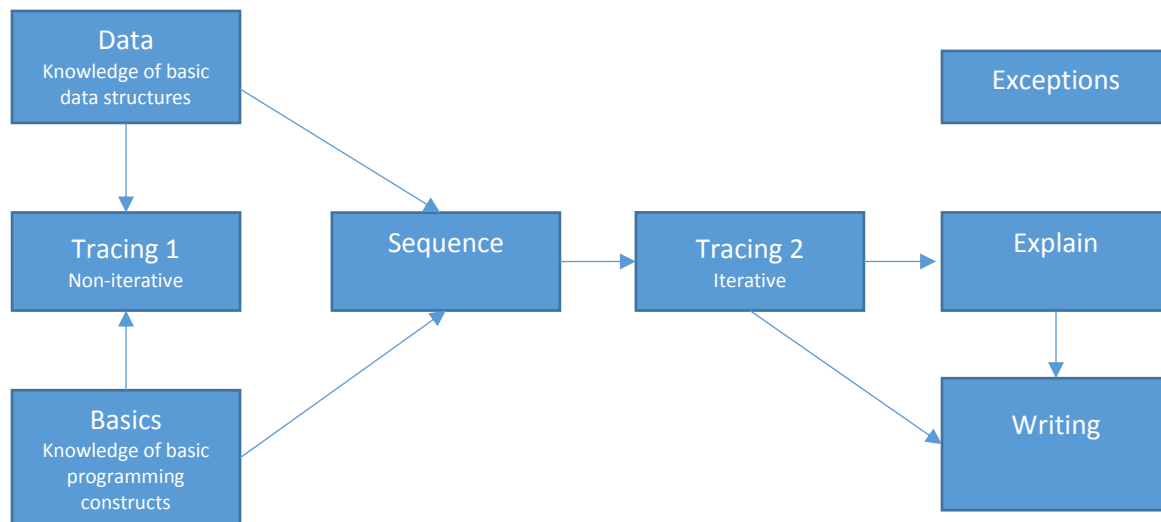 Data
Knowledge of basic
data structures
Exceptions
Tracing 1
Non-iterative
Sequence
Tracing 2
Iterative
Explain
Basics
Knowledge of basic
programming
constructs
Writing